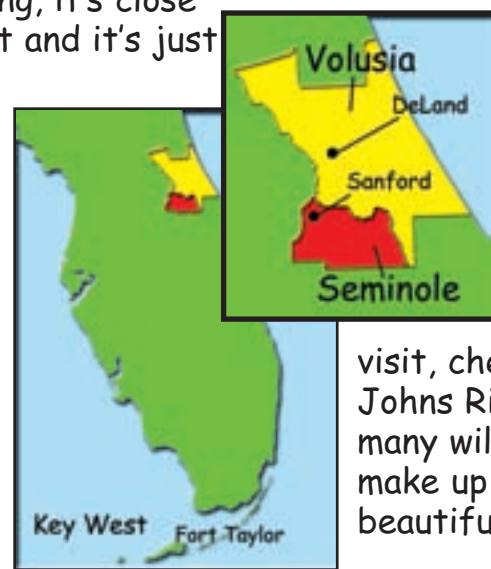 ng, it's close
t and it's just
Volusia
DeLand
Sanford
Seminole
visit, che
Johns Ri
many wil
make up
beautifu
Key West
Fort Taylor